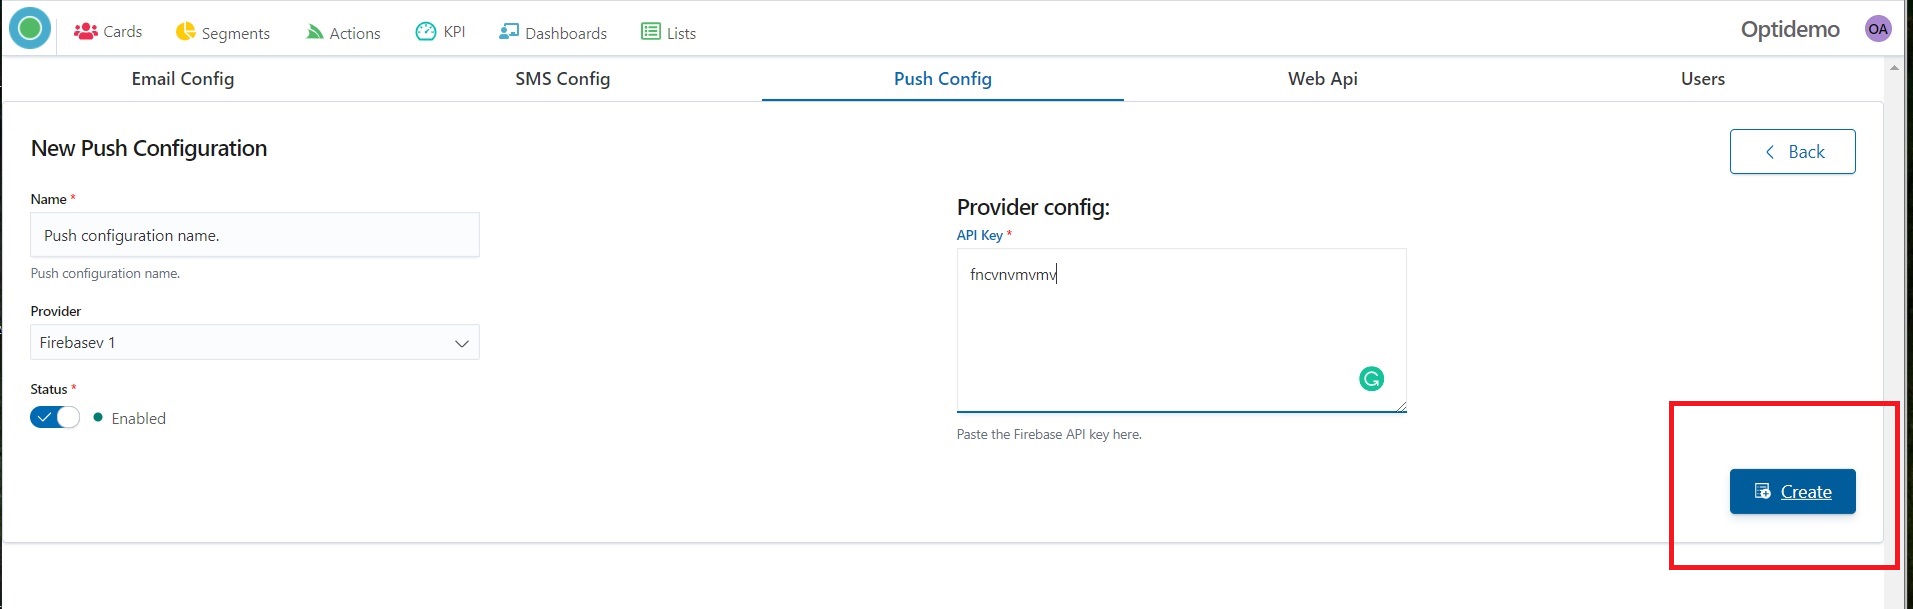 Cards Segments Actions KPI Dashboards Lists Optidemo OA
Email Config SMS Config Push Config Web Api Users
New Push Configuration
Back
Name *
Push configuration name.
Push configuration name.
Provider
Firebasev 1
Status *
Enabled
Provider config:
API Key *
fncvnvmvmv
Paste the Firebase API key here.
Create